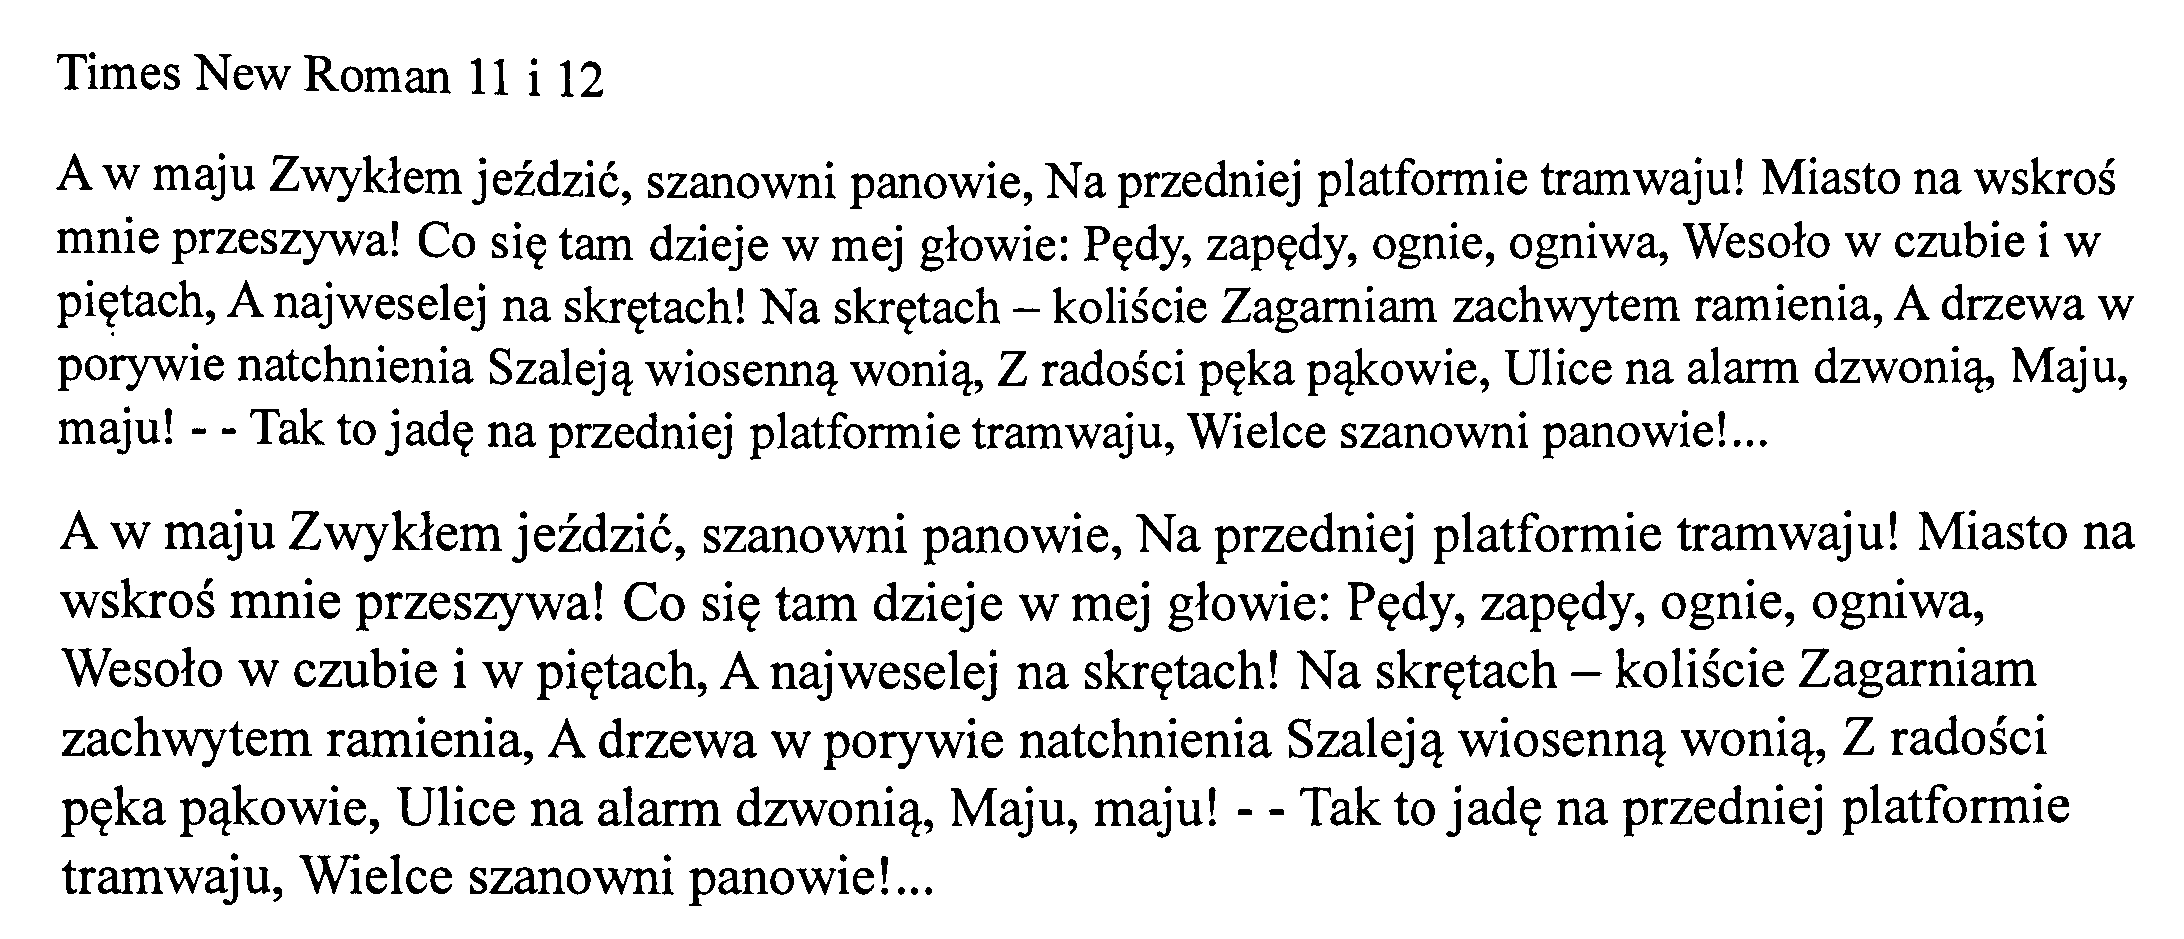 Times New Roman 11 i 12
A w maju Zwykłem jeździć, szanowni panowie, Na przedniej platformie tramwaju! Miasto na wskroś
mnie przeszywa! Co się tam dzieje w mej głowie: Pędy, zapędy, ognie, ogniwa, Wesoło w czubie i w
piętach, A najweselej na skrętach! Na skrętach – koliście Zagarniam zachwytem ramienia, A drzewa w
porywie natchnienia Szaleją wiosenną wonią, Z radości pęka pąkowie, Ulice na alarm dzwonią, Maju,
maju! - - Tak to jadę na przedniej platformie tramwaju, Wielce szanowni panowie!...
A w maju Zwykłem jeździć, szanowni panowie, Na przedniej platformie tramwaju! Miasto na
wskroś mnie przeszywa! Co się tam dzieje w mej głowie: Pędy, zapędy, ognie, ogniwa,
Wesoło w czubie i w piętach, A najweselej na skrętach! Na skrętach – koliście Zagarniam
zachwytem ramienia, A drzewa w porywie natchnienia Szaleją wiosenną wonią, Z radości
pęka pąkowie, Ulice na alarm dzwonią, Maju, maju! - - Tak to jadę na przedniej platformie
tramwaju, Wielce szanowni panowie!...